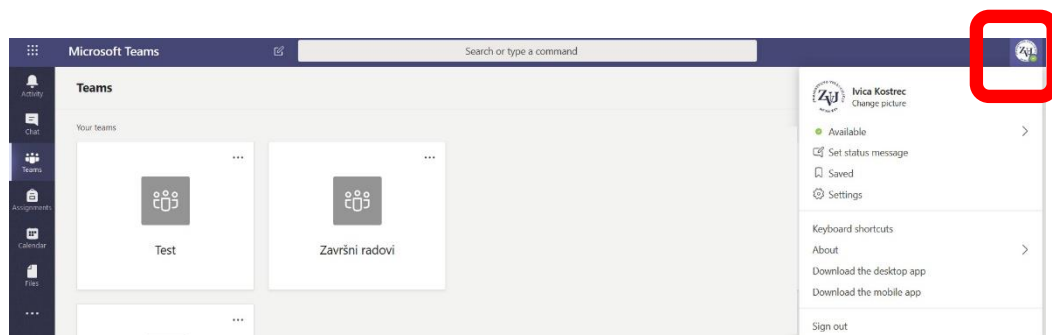 Microsoft Teams
Search or type a command
Activity
Chat
Teams
Assignments
Calendar
Files
Teams
Your teams
Test
Završni radovi
ZVJ
Ivica Kostrec
Change picture
Available
Set status message
Saved
Settings
Keyboard shortcuts
About
Download the desktop app
Download the mobile app
Sign out